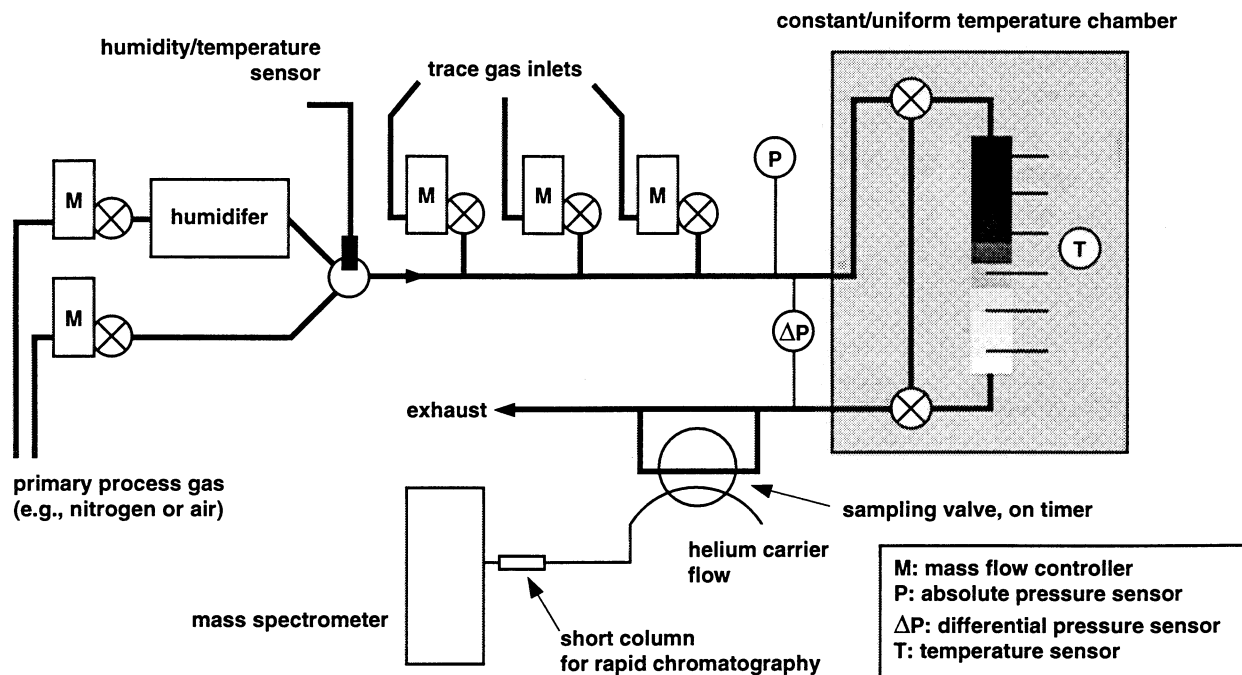 constant/uniform temperature chamber
humidity/temperature
sensor
trace gas inlets
M
humidifer
M
M
M
M
P
T
ΔP
exhaust
primary process gas
(e.g., nitrogen or air)
sampling valve, on timer
helium carrier
flow
mass spectrometer
short column
for rapid chromatography
M: mass flow controller
P: absolute pressure sensor
ΔP: differential pressure sensor
T: temperature sensor